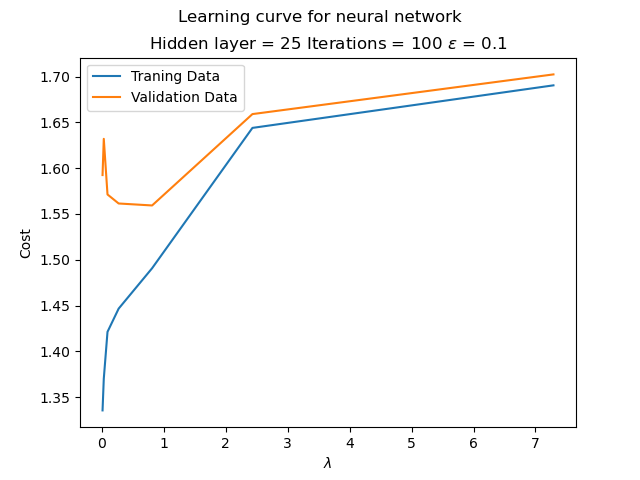 Learning curve for neural network
Hidden layer = 25 Iterations = 100 ε = 0.1
Traning Data
Validation Data
1.70
1.65
1.60
1.55
1.50
1.45
1.40
1.35
Cost
0 1 2 3 4 5 6 7
λ